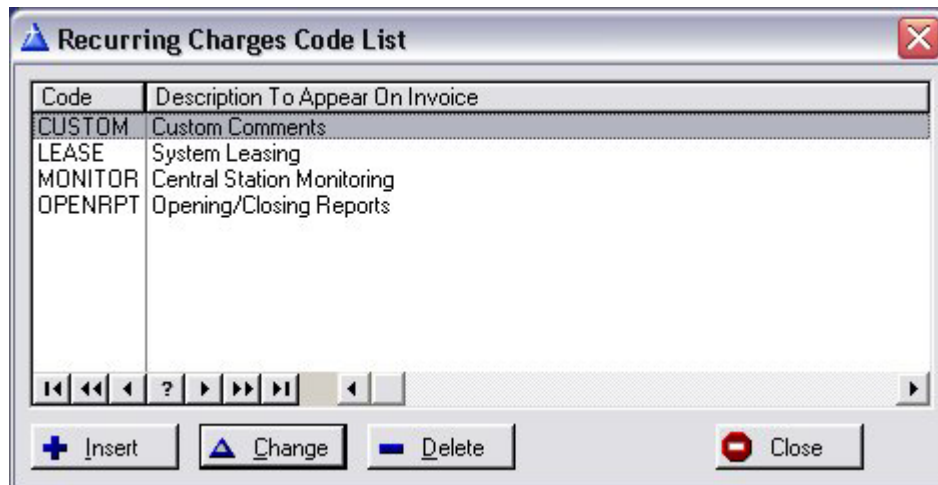 Recurring Charges Code List
Code Description To Appear On Invoice
CUSTOM Custom Comments
LEASE System Leasing
MONITOR Central Station Monitoring
OPENRPT Opening/Closing Reports
?
Insert Change Delete Close